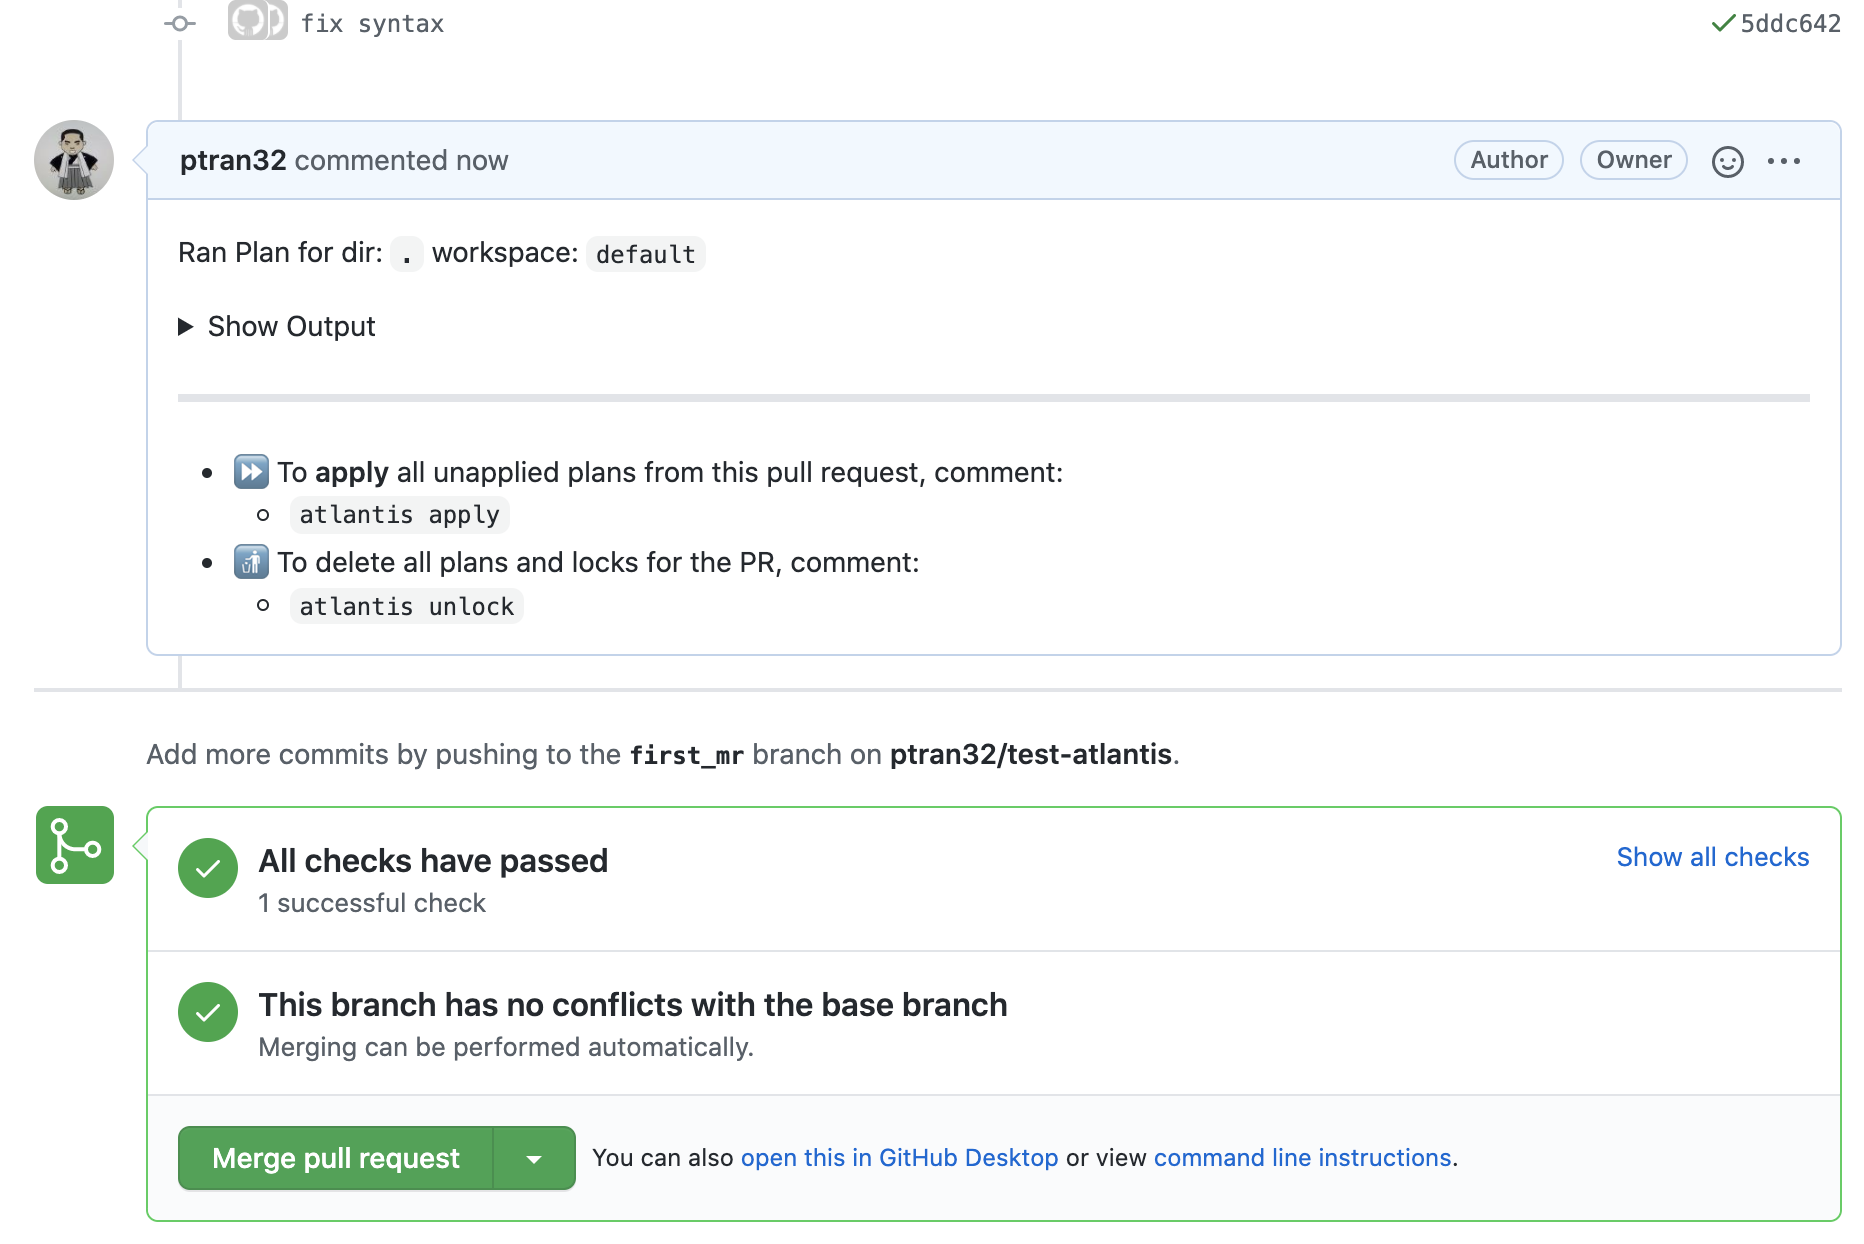 fix syntax 5ddc642
ptran32 commented now Author Owner
Ran Plan for dir: . workspace: default
Show Output
To apply all unapplied plans from this pull request, comment:
atlantis apply
To delete all plans and locks for the PR, comment:
atlantis unlock
Add more commits by pushing to the first_mr branch on ptran32/test-atlantis.
All checks have passed Show all checks
1 successful check
This branch has no conflicts with the base branch
Merging can be performed automatically.
Merge pull request You can also open this in GitHub Desktop or view command line instructions.